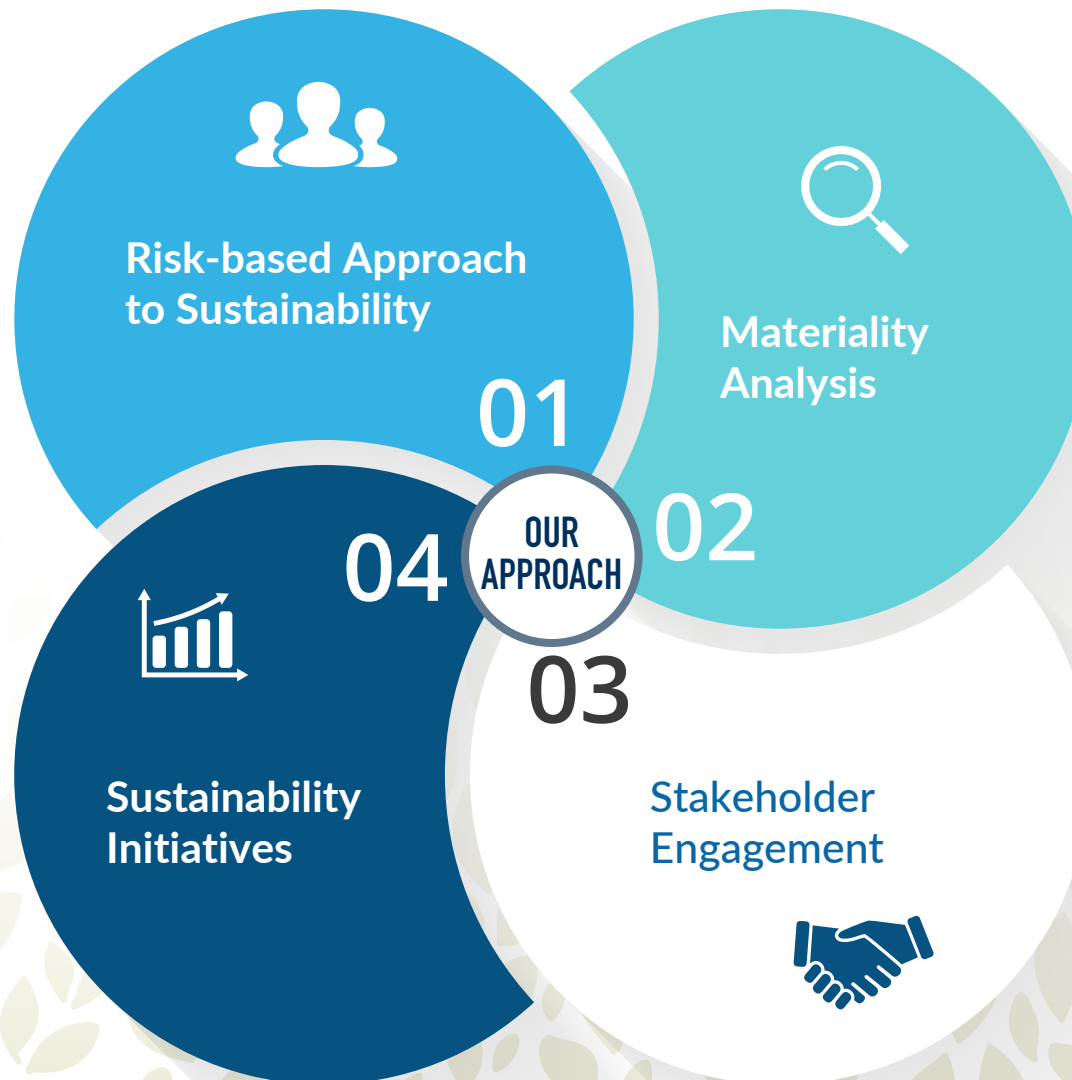 Risk-based Approach
to Sustainability
01
Materiality
Analysis
02
OUR
APPROACH
03
Stakeholder
Engagement
04
Sustainability
Initiatives